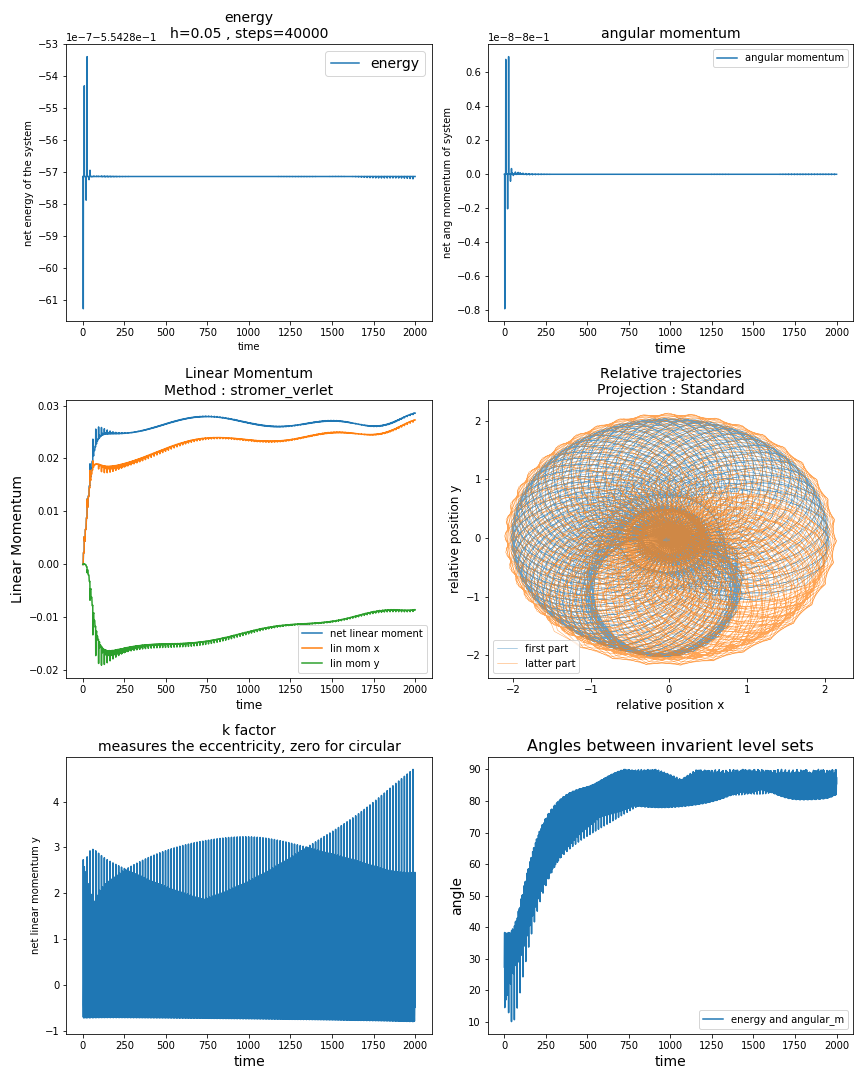 energy
h=0.05 , steps=40000
1e−7−5.5428e−1
−53
−54
−55
−56
−57
−58
−59
−60
−61
net energy of the system
energy
0 250 500 750 1000 1250 1500 1750 2000
time
angular momentum
1e−8−8e−1
0.6
0.4
0.2
0.0
−0.2
−0.4
−0.6
−0.8
net ang momentum of system
angular momentum
0 250 500 750 1000 1250 1500 1750 2000
time
Linear Momentum
Method : stromer_verlet
0.03
0.02
0.01
0.00
−0.01
−0.02
Linear Momentum
net linear moment
lin mom x
lin mom y
0 250 500 750 1000 1250 1500 1750 2000
time
Relative trajectories
Projection : Standard
2
1
0
−1
−2
relative position y
first part
latter part
−2 −1 0 1 2
relative position x
k factor
measures the eccentricity, zero for circular
4
3
2
1
0
−1
net linear momentum y
0 250 500 750 1000 1250 1500 1750 2000
time
Angles between invarient level sets
90
80
70
60
50
40
30
20
10
angle
energy and angular_m
0 250 500 750 1000 1250 1500 1750 2000
time